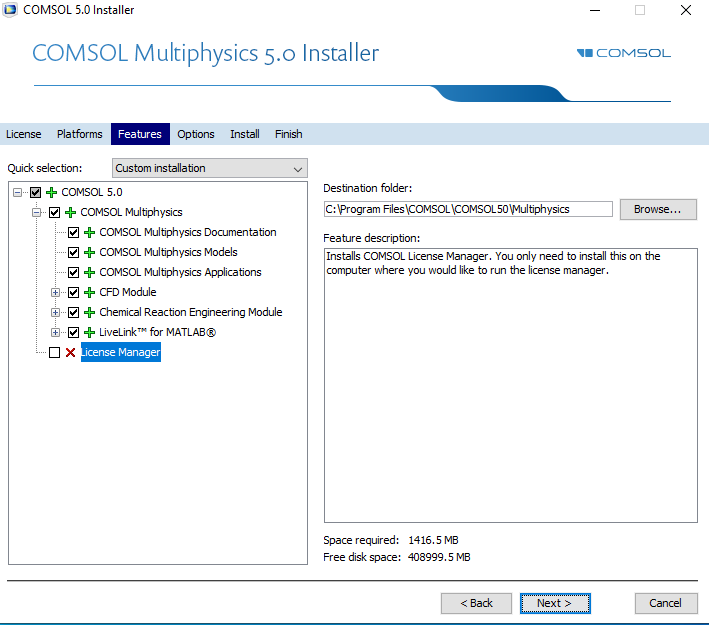 COMSOL 5.0 Installer
COMSOL Multiphysics 5.0 Installer
COMSOL
License Platforms Features Options Install Finish
Quick selection: Custom installation
COMSOL 5.0
COMSOL Multiphysics
COMSOL Multiphysics Documentation
COMSOL Multiphysics Models
COMSOL Multiphysics Applications
CFD Module
Chemical Reaction Engineering Module
LiveLink™ for MATLAB®
License Manager
Destination folder:
C:\Program Files\COMSOL\COMSOL50\Multiphysics Browse...
Feature description:
Installs COMSOL License Manager. You only need to install this on the
computer where you would like to run the license manager.
Space required: 1416.5 MB
Free disk space: 408999.5 MB
< Back Next > Cancel